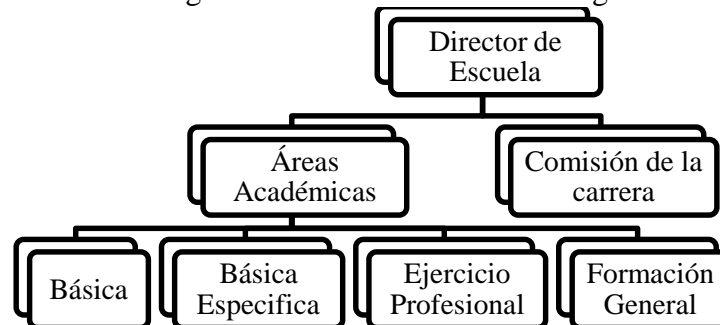 Director de
Escuela
Áreas
Académicas
Comisión de la
carrera
Básica
Básica
Especifica
Ejercicio
Profesional
Formación
General